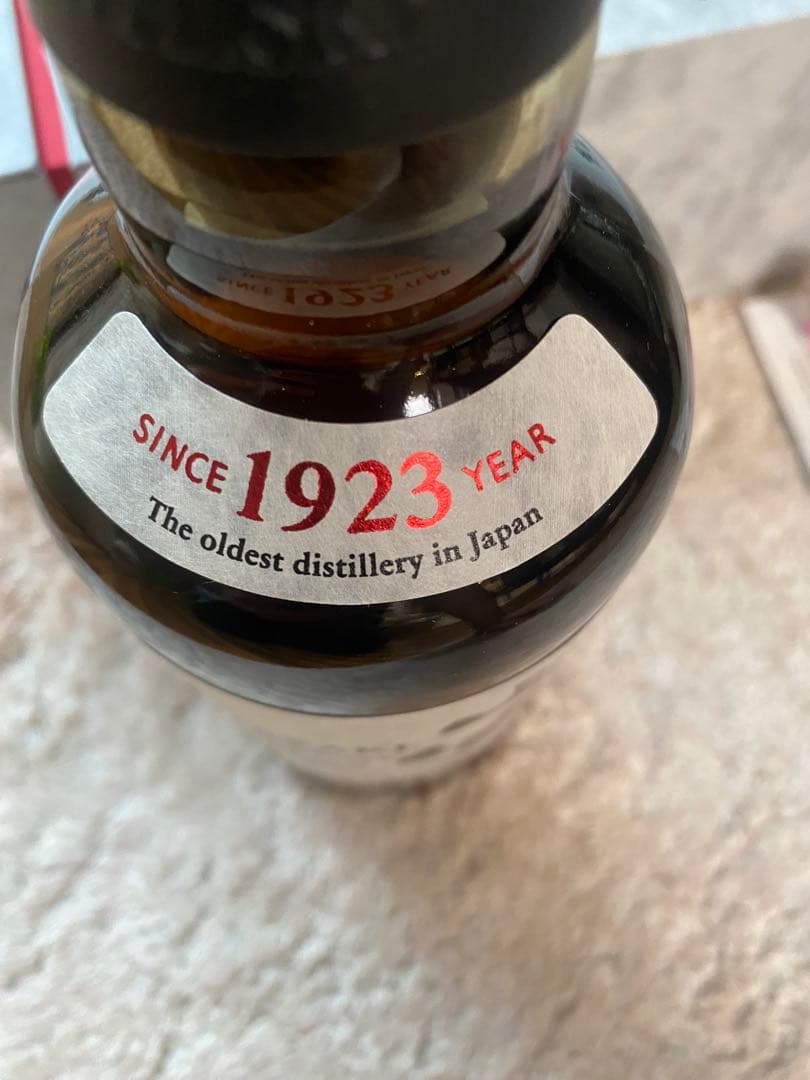 SINCE 1923 YEAR
The oldest distillery in Japan